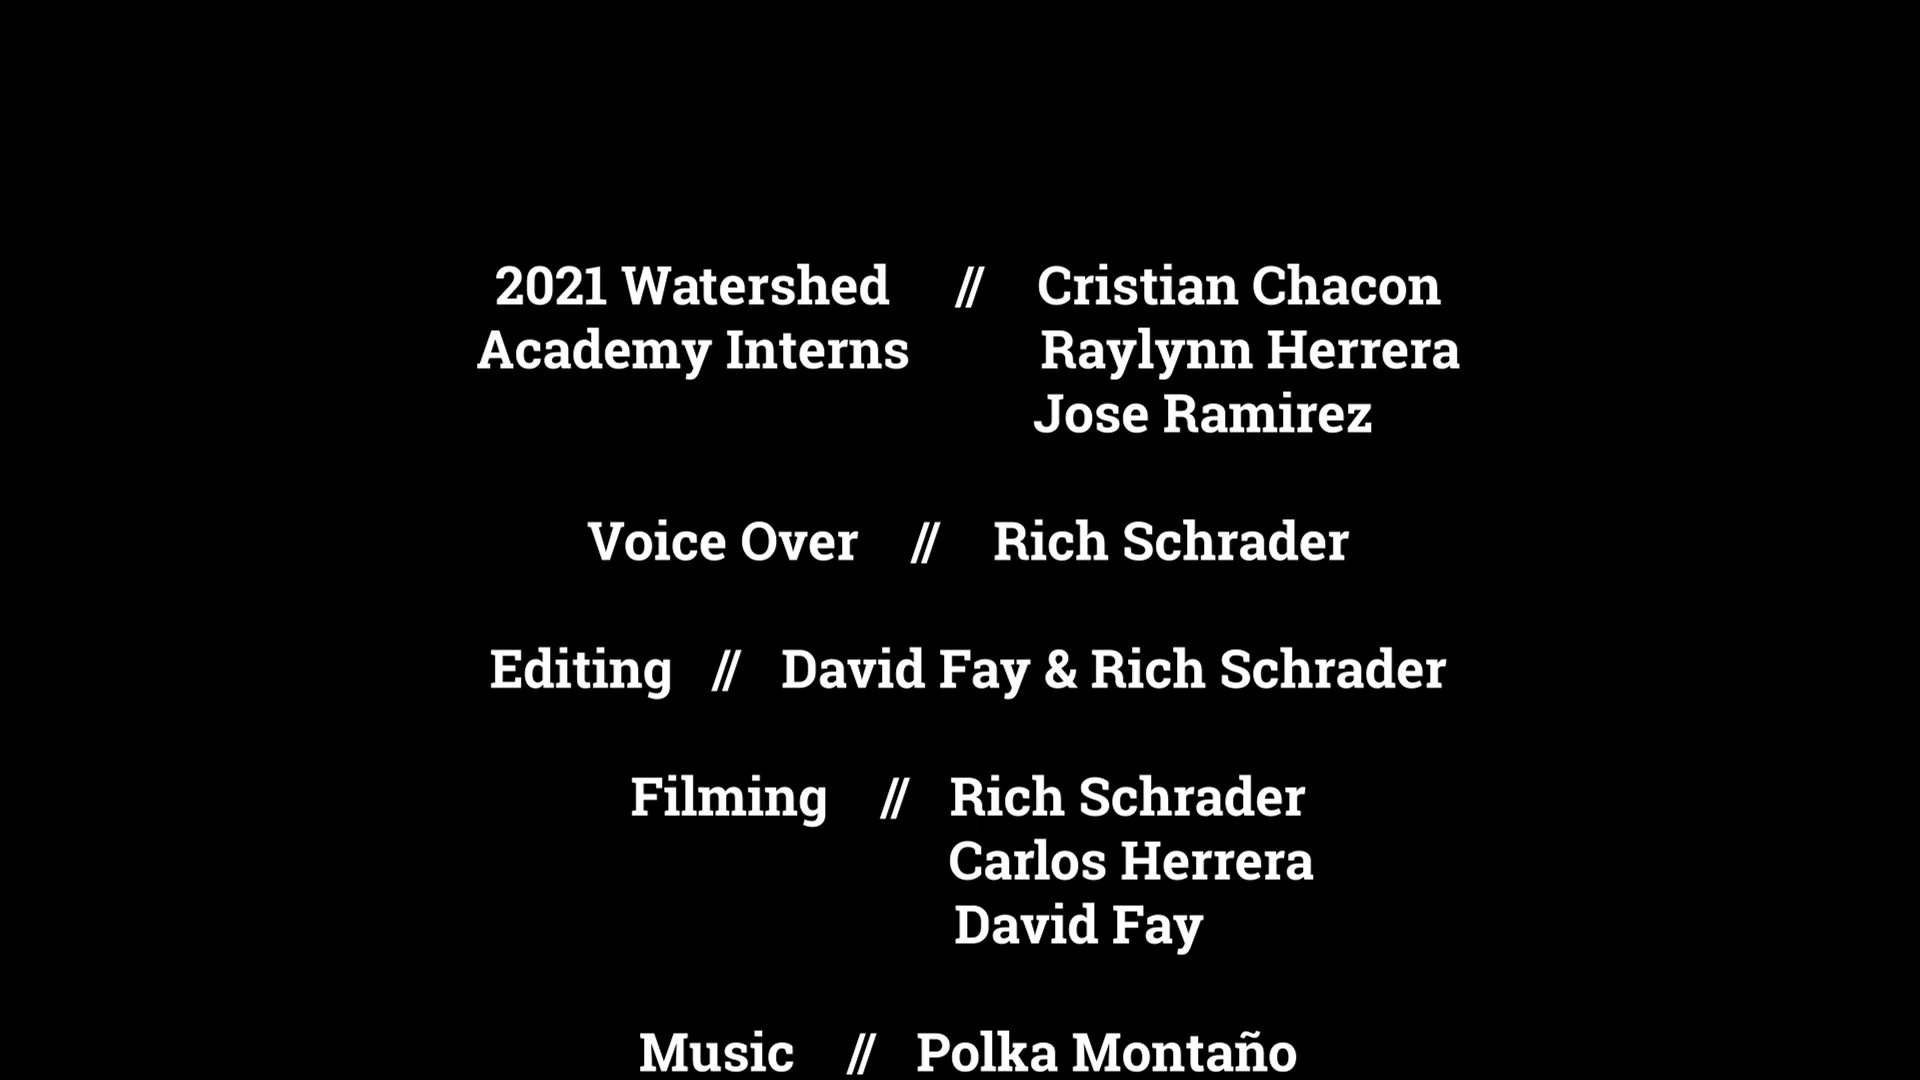 2021 Watershed // Cristian Chacon
Academy Interns Raylynn Herrera
Jose Ramirez
Voice Over // Rich Schrader
Editing // David Fay & Rich Schrader
Filming // Rich Schrader
Carlos Herrera
David Fay
Music // Polka Montaño